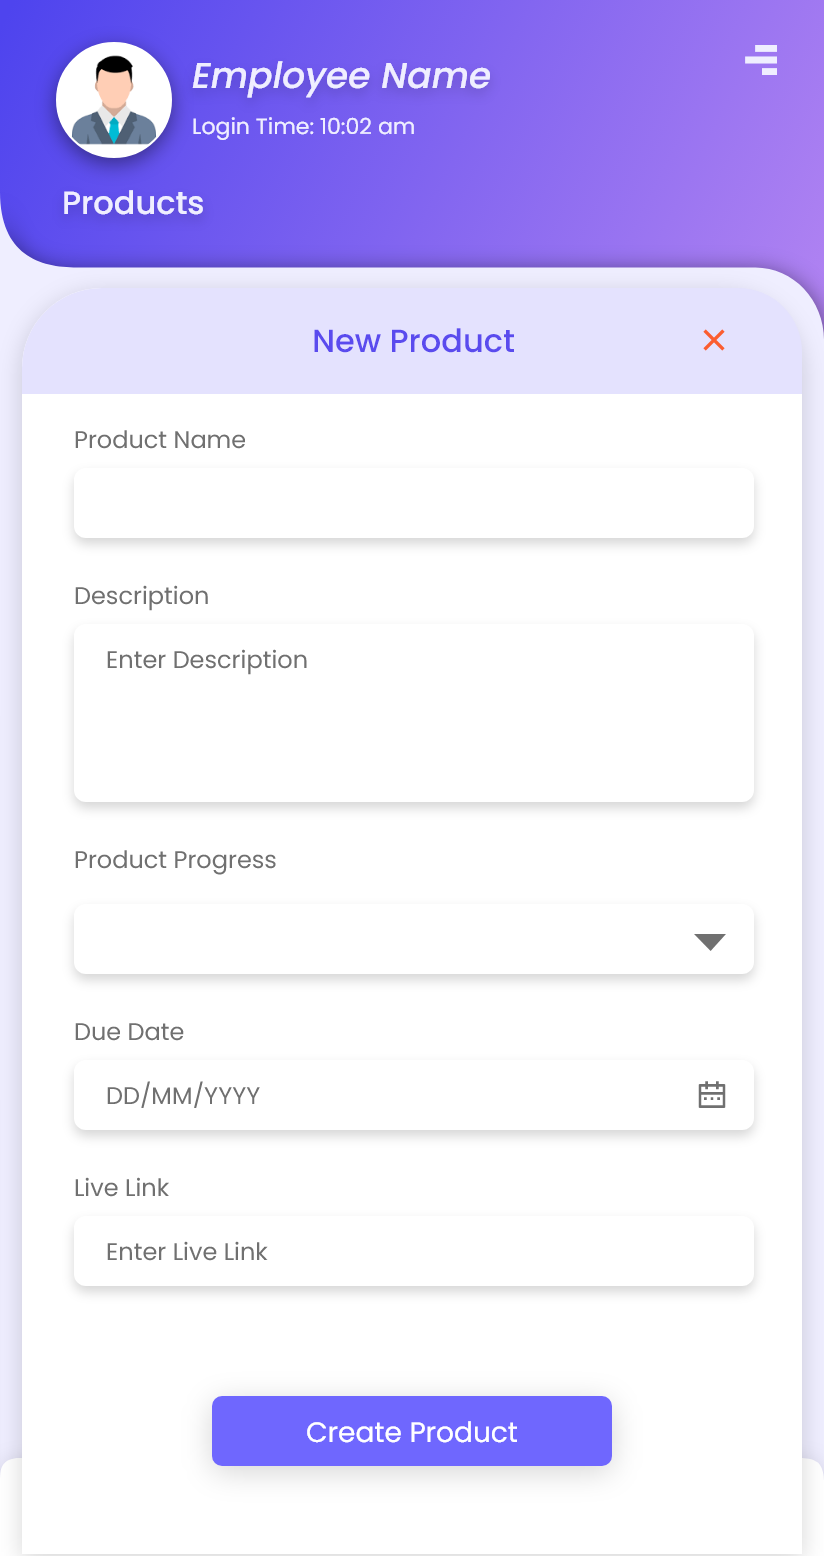 Employee Name
Login Time: 10:02 am
Products
New Product
Product Name
Description
Enter Description
Product Progress
Due Date
DD/MM/YYYY
Live Link
Enter Live Link
Create Product